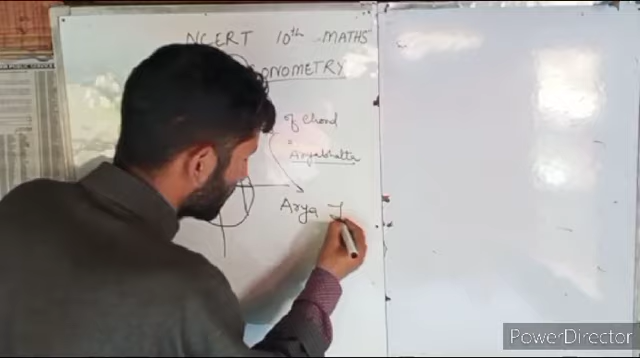 NCERT 10th MATHS
ONOMETRY
of chord
Aryabhatta
Arya
PowerDirector